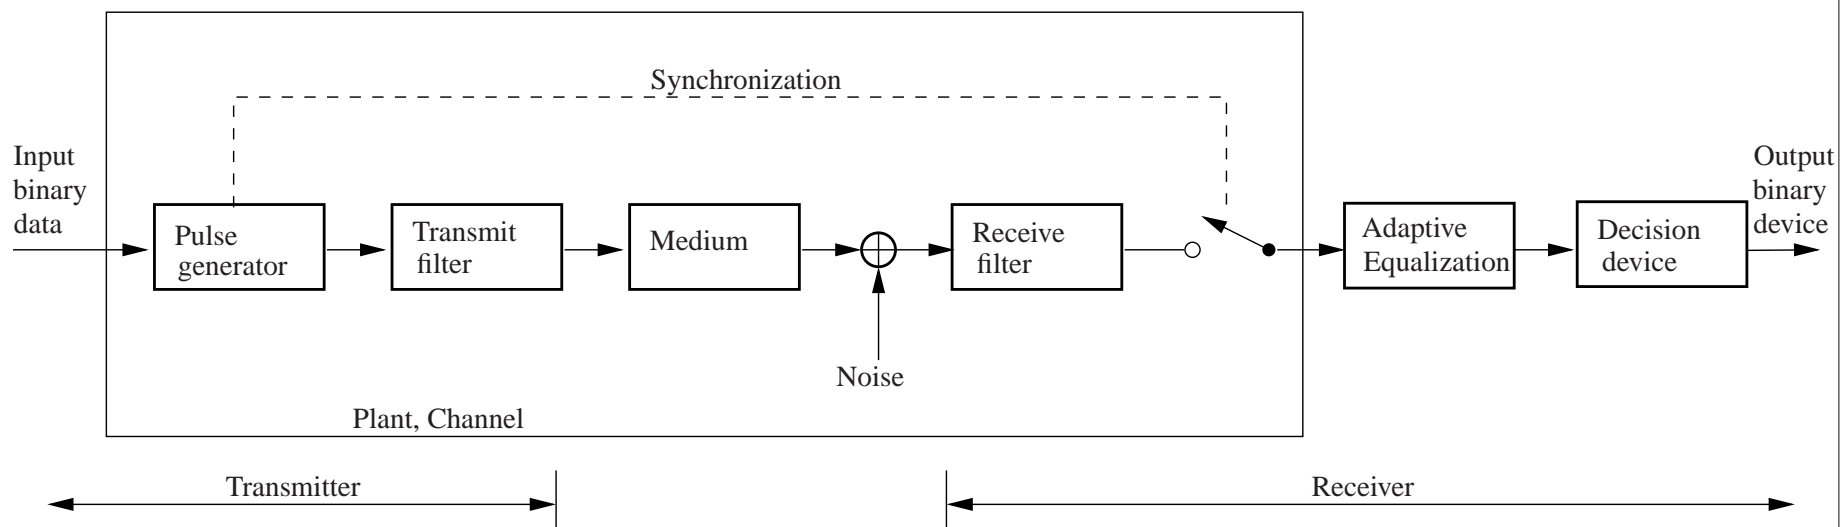 Synchronization
Input
binary
data
Pulse
generator
Transmit
filter
Medium
Noise
Receive
filter
Adaptive
Equalization
Decision
device
Output
binary
device
Plant, Channel
Transmitter
Receiver